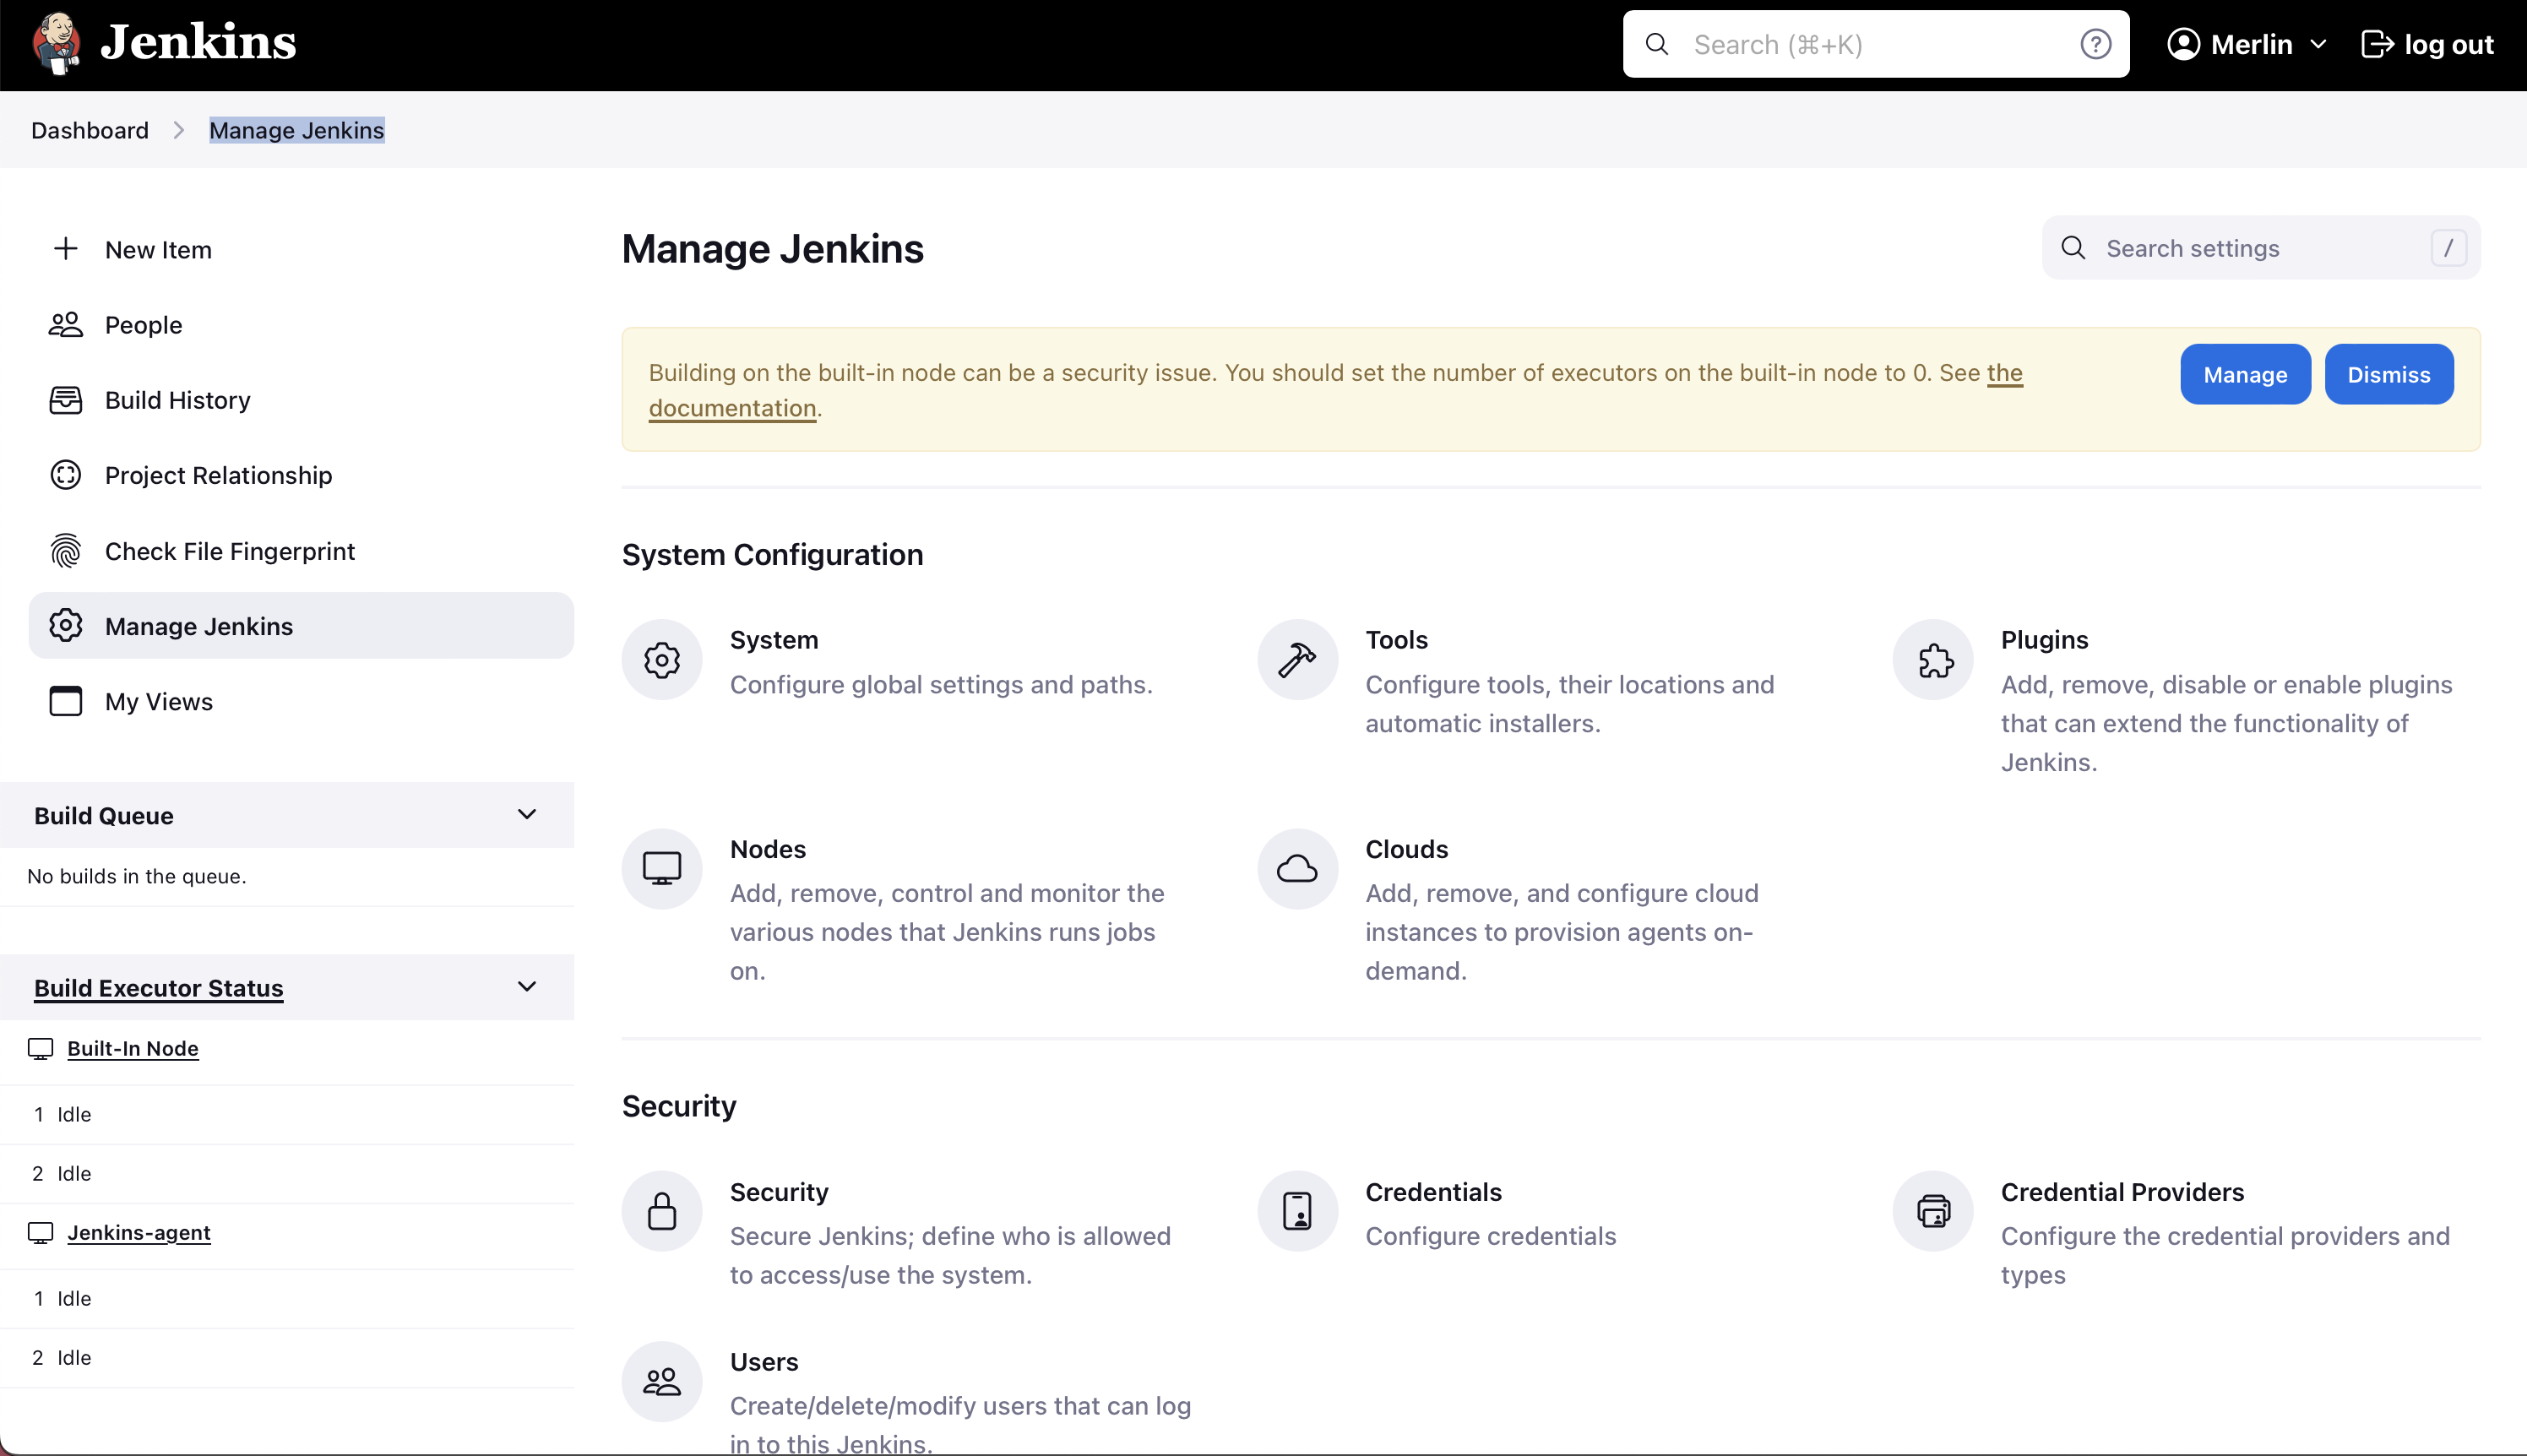 Jenkins
Search (⌘+K)
?
Merlin
log out
Dashboard
Manage Jenkins
New Item
People
Build History
Project Relationship
Check File Fingerprint
Manage Jenkins
My Views
Build Queue
No builds in the queue.
Build Executor Status
Built-In Node
1 Idle
2 Idle
Jenkins-agent
1 Idle
2 Idle
Manage Jenkins
Search settings
/
Building on the built-in node can be a security issue. You should set the number of executors on the built-in node to 0. See the
documentation.
Manage
Dismiss
System Configuration
System
Configure global settings and paths.
Tools
Configure tools, their locations and
automatic installers.
Plugins
Add, remove, disable or enable plugins
that can extend the functionality of
Jenkins.
Nodes
Add, remove, control and monitor the
various nodes that Jenkins runs jobs
on.
Clouds
Add, remove, and configure cloud
instances to provision agents on-
demand.
Security
Security
Secure Jenkins; define who is allowed
to access/use the system.
Credentials
Configure credentials
Credential Providers
Configure the credential providers and
types
Users
Create/delete/modify users that can log
in to this Jenkins.